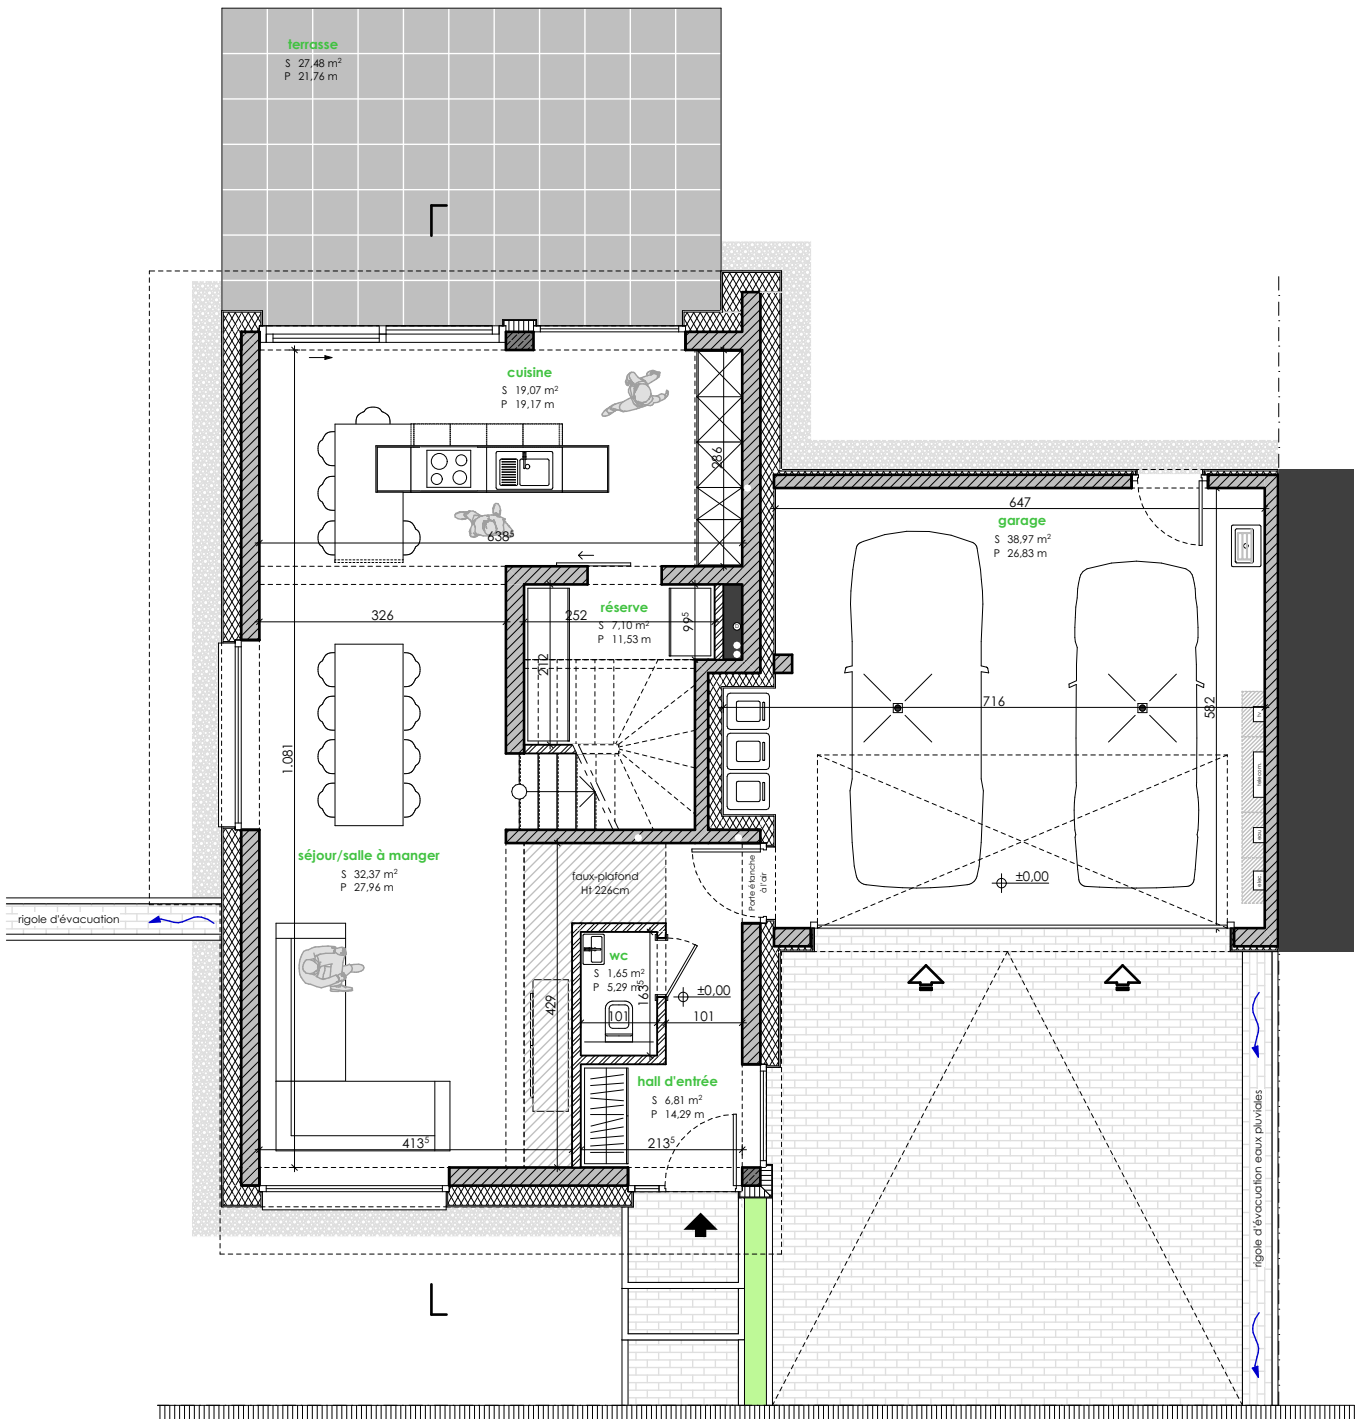 terrasse
S 27,48 m²
P 21,76 m
cuisine
S 19,07 m²
P 19,17 m
286
638⁵
647
garage
S 38,97 m²
P 26,83 m
réserve
S 7,10 m²
P 11,53 m
326
252
99⁵
212
716
582
1.081
séjour/salle à manger
S 32,37 m²
P 27,96 m
faux-plafond
Ht 226cm
Porte étanche
à l'air
±0,00
rigole d'évacuation
wc
S 1,65 m²
P 5,29 m
163⁵
±0,00
429
101
101
hall d'entrée
S 6,81 m²
P 14,29 m
413⁵
213⁵
rigole d'évacuation eaux pluviales